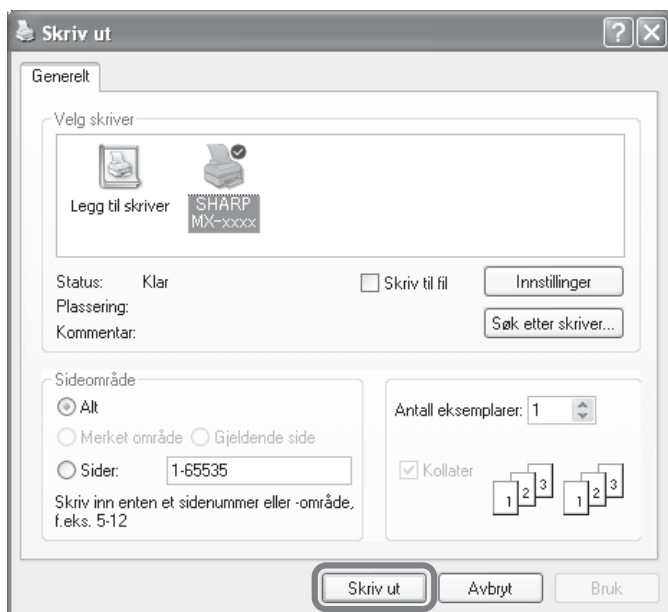 Skriv ut
Generelt
Velg skriver
Legg til skriver
SHARP
MX-xxxx
Status: Klar
Plassering:
Kommentar:
Skriv til fil
Innstillinger
Søk etter skriver...
Sideområde
Alt
Merket område Gjeldende side
Sider: 1-65535
Skriv inn enten et sidenummer eller -område,
f.eks. 5-12
Antall eksemplarer: 1
Kollater
1 2 3 1 2 3
Skriv ut Avbryt Bruk